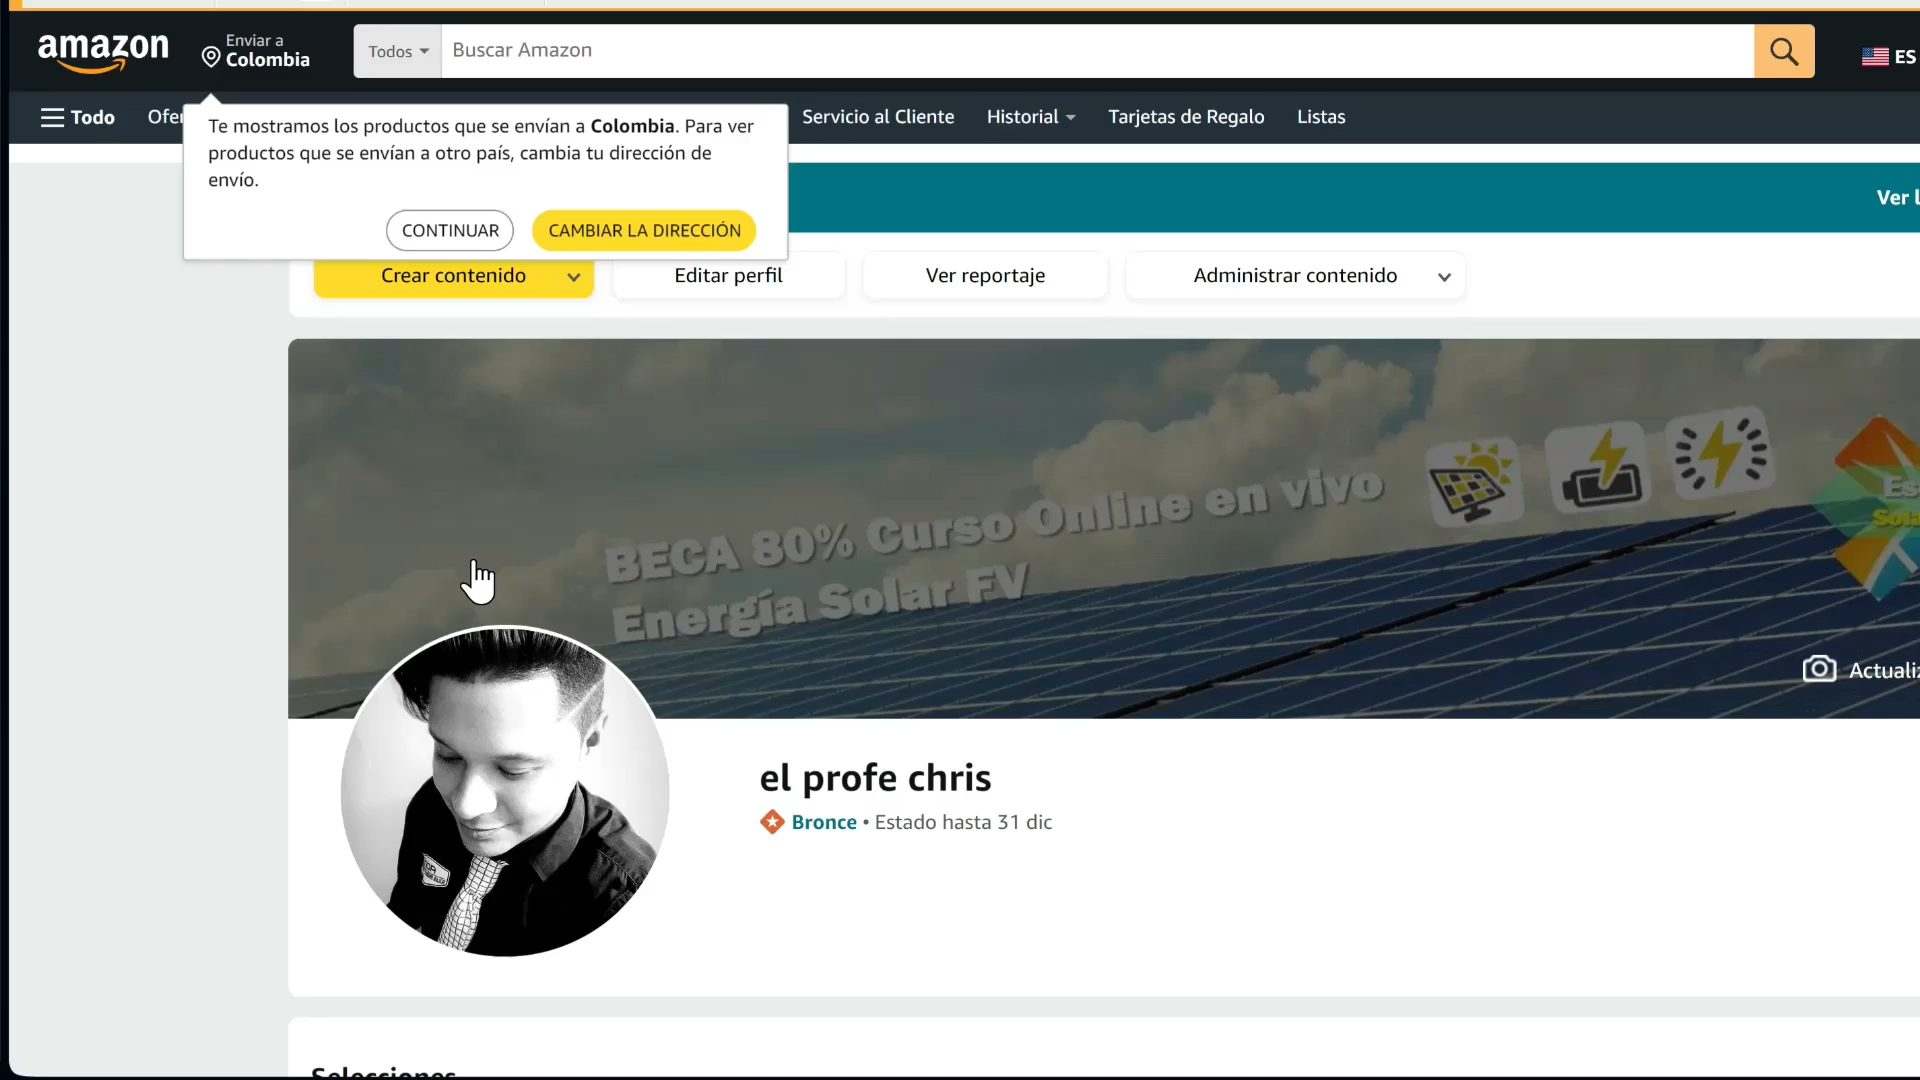 amazon
Enviar a
Colombia
Todos
Buscar Amazon
ES
Todo
Servicio al Cliente
Historial
Tarjetas de Regalo
Listas
Te mostramos los productos que se envían a Colombia. Para ver
productos que se envían a otro país, cambia tu dirección de
envío.
CONTINUAR
CAMBIAR LA DIRECCIÓN
Ver
Crear contenido
Editar perfil
Ver reportaje
Administrar contenido
BECA 80% Curso Online en vivo
Energía Solar FV
el profe chris
Bronce • Estado hasta 31 dic
Selecciones